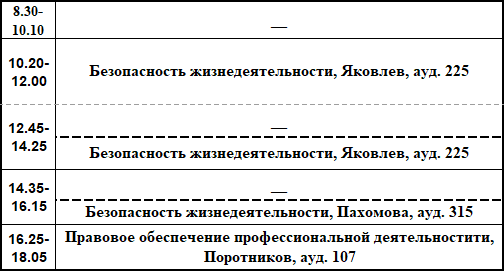 8.30-
10.10
—
10.20-
12.00
Безопасность жизнедеятельности, Яковлев, ауд. 225
12.45-
14.25
—
Безопасность жизнедеятельности, Яковлев, ауд. 225
14.35-
16.15
—
Безопасность жизнедеятельности, Пахомова, ауд. 315
16.25-
18.05
Правовое обеспечение профессиональной деятельноститi,
Поротников, ауд. 107